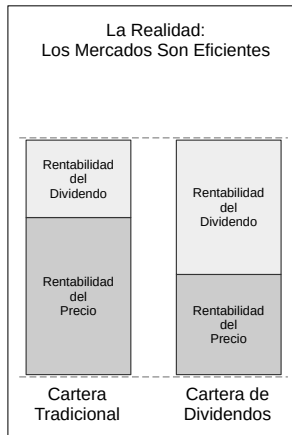 La Realidad:
Los Mercados Son Eficientes
Rentabilidad
del
Dividendo
Rentabilidad
del
Precio
Rentabilidad
del
Dividendo
Rentabilidad
del
Precio
Cartera
Tradicional
Cartera de
Dividendos